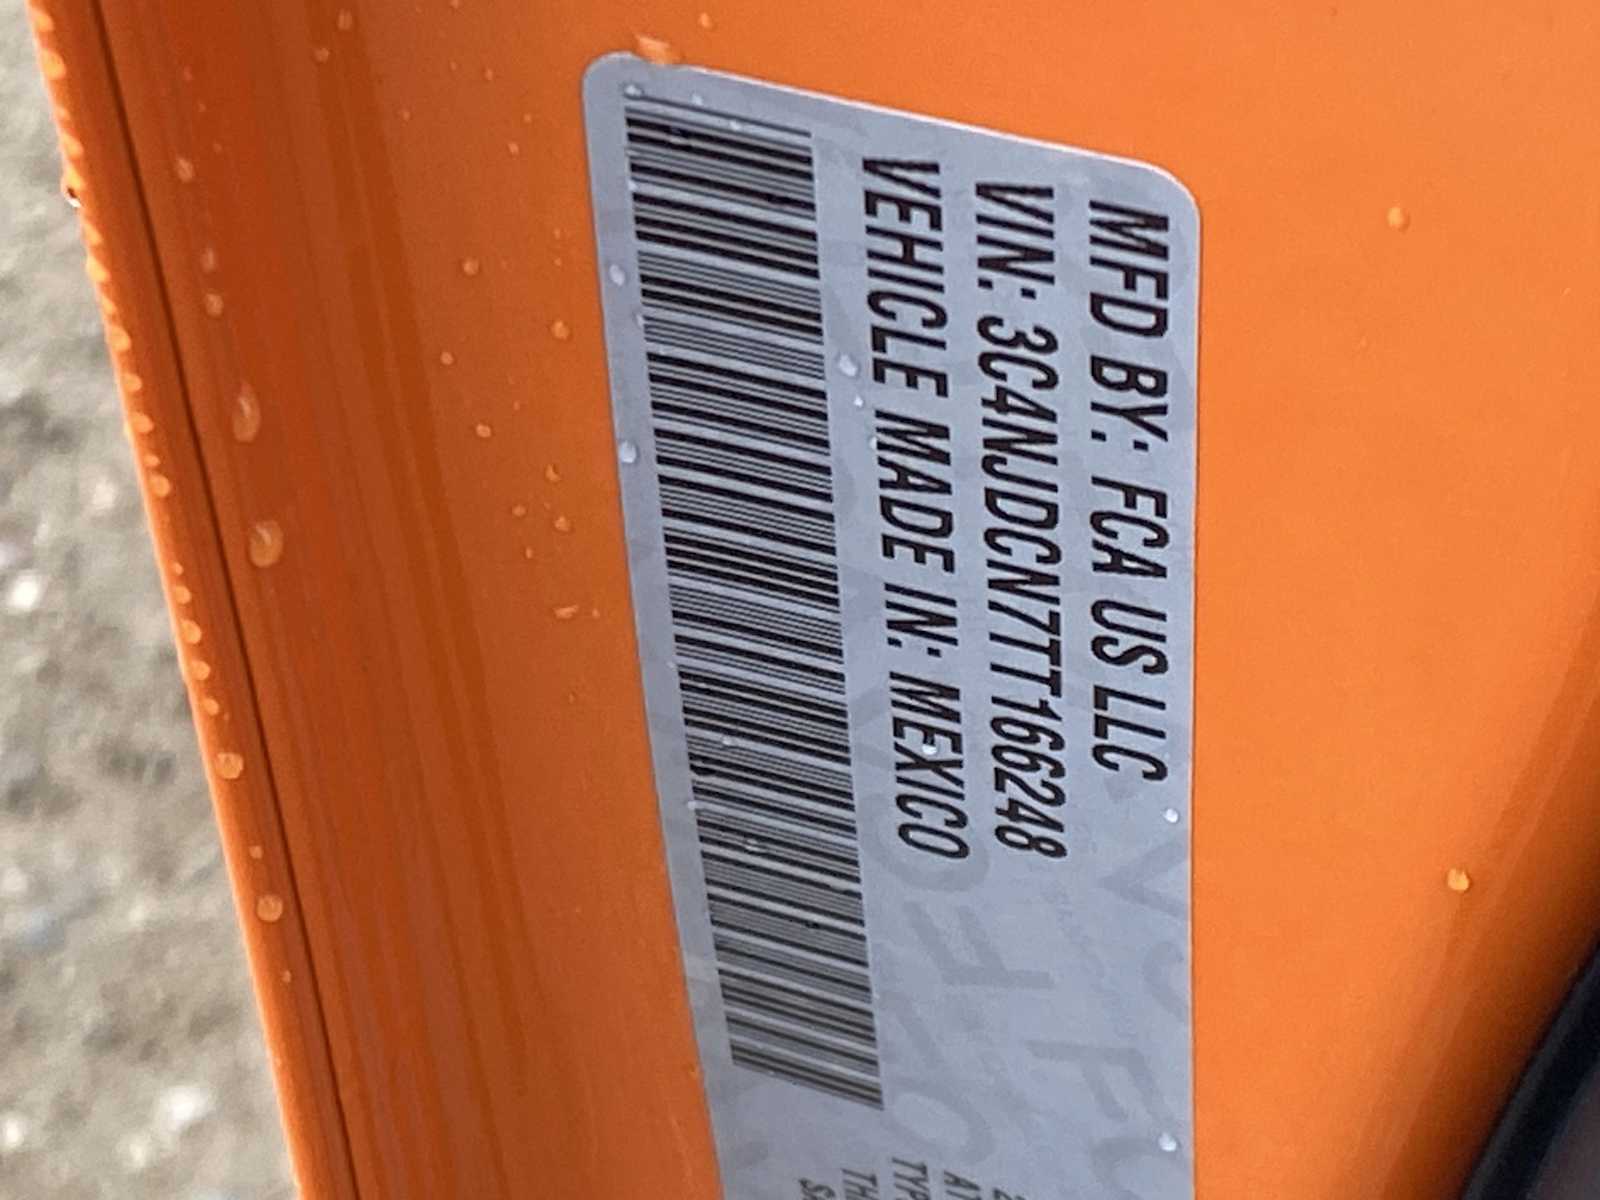 MFD BY: FCA US LLC
VIN: 3C4NJDCN7TT166248
VEHICLE MADE IN: MEXICO